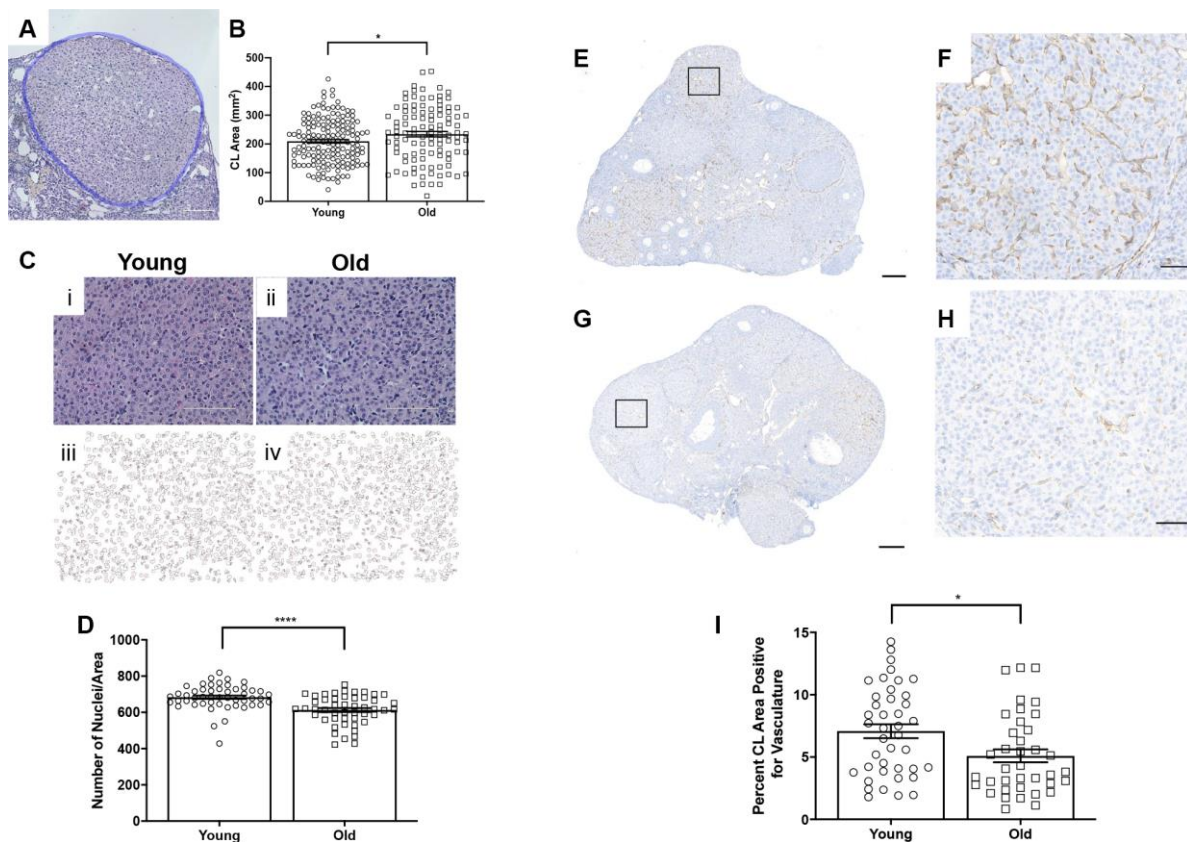 A
B
*
500
400
300
200
100
0
CL Area (mm²)
Young
Old
C
Young
Old
i
ii
iii
iv
D
****
1000
800
600
400
200
0
Number of Nuclei/Area
Young
Old
E
F
G
H
I
*
15
10
5
0
Percent CL Area Positive
for Vasculature
Young
Old